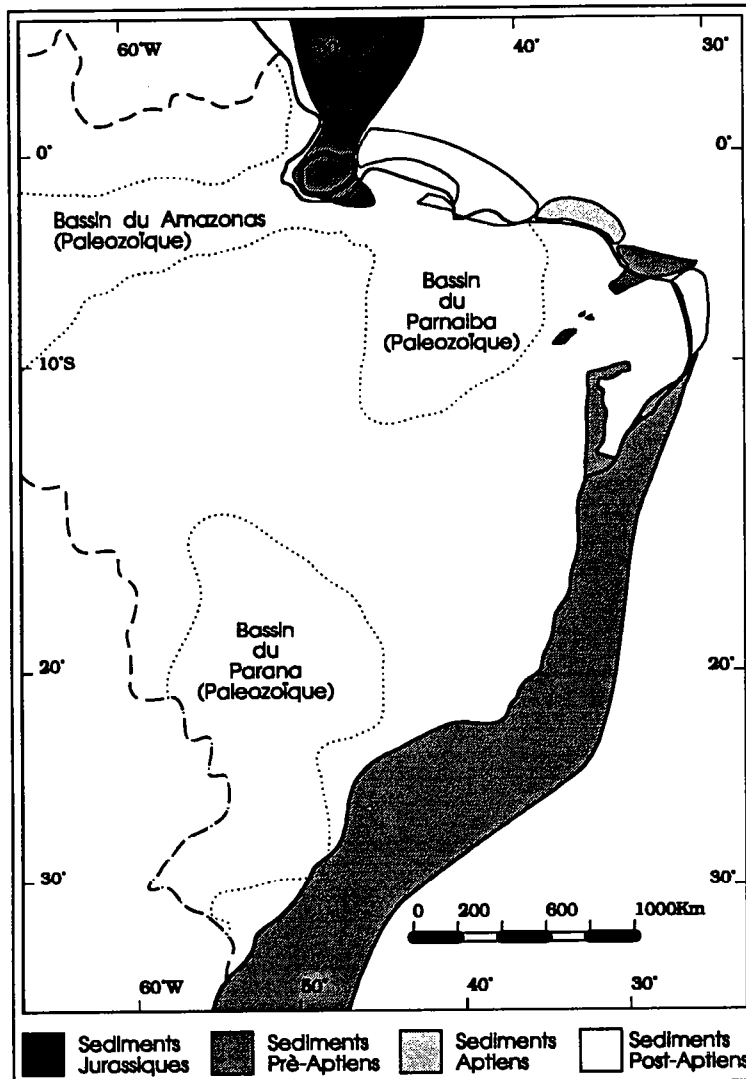 60°W
40°
30°
0°
0°
Bassin du Amazonas
(Paleozoïque)
Bassin
du
Parnaiba
(Paleozoïque)
10°S
Bassin
du
Parana
(Paleozoïque)
20°
20°
30°
30°
0 200 600 1000Km
60°W
50°
40°
30°
Sediments
Jurassiques
Sediments
Prè-Aptiens
Sediments
Aptiens
Sediments
Post-Aptiens